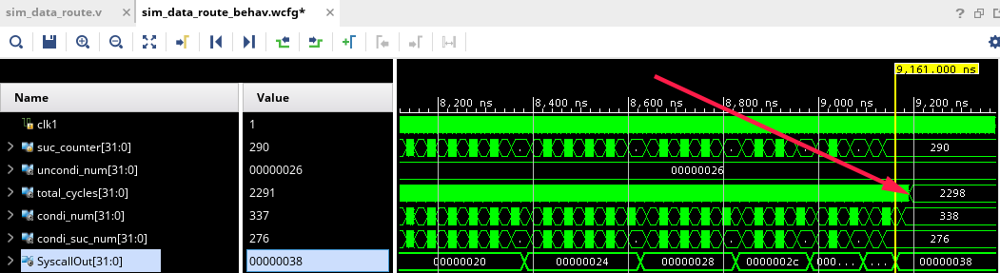 sim_data_route.v × sim_data_route_behav.wcfg* ×
?
9,161.000 ns
Name Value
8,200 ns 8,400 ns 8,600 ns 8,800 ns 9,000 ns 9,200 ns
clk1 1
suc_counter[31:0] 290 . . . . . 290
uncondi_num[31:0] 00000026 00000026
total_cycles[31:0] 2291 2298
condi_num[31:0] 337 338
condi_suc_num[31:0] 276 . . . . . 276
SyscallOut[31:0] 00000038 00000020 00000024 00000028 0000002c 000... ... 00000038